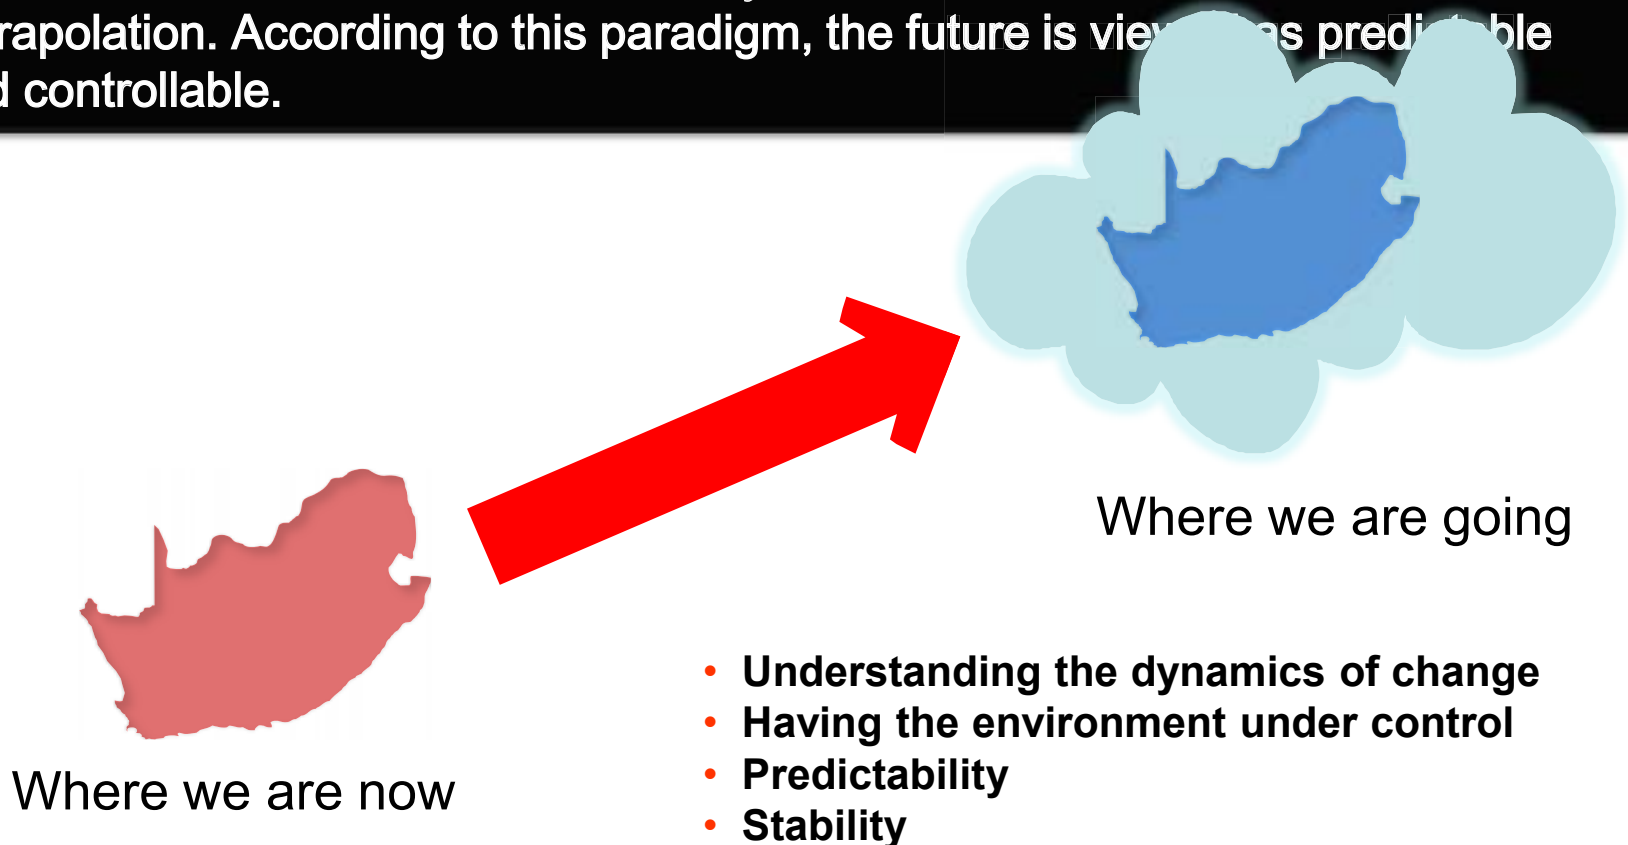 rapolation. According to this paradigm, the future is as
controllable.
Where we are going
Understanding the dynamics of change
Having the environment under control
Predictability
Stability
Where we are now